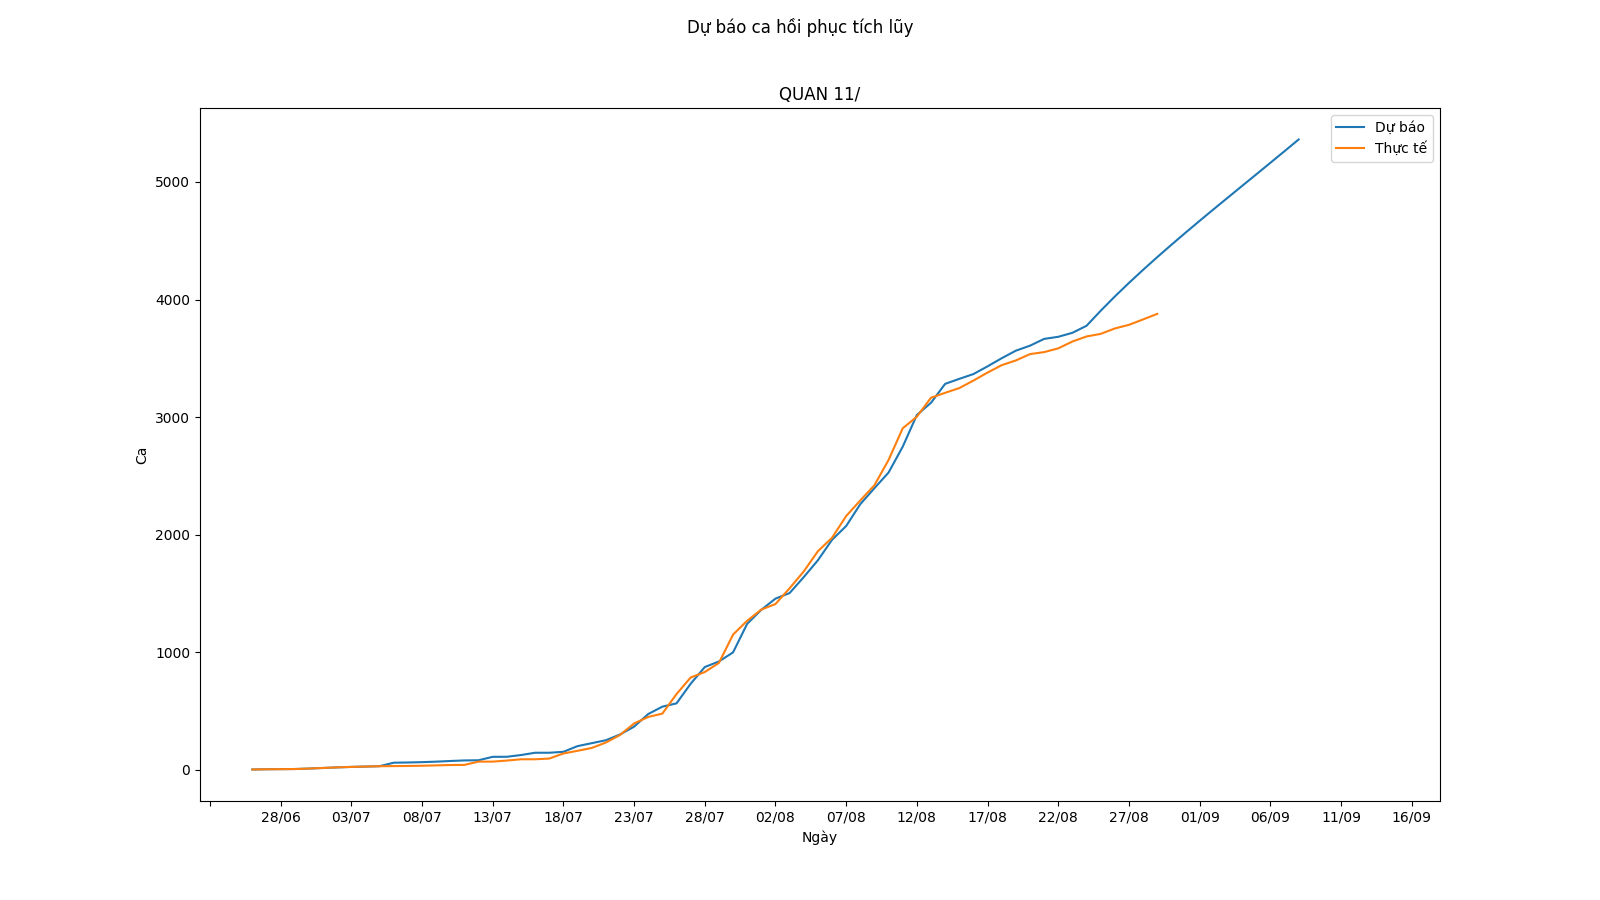 Dự báo ca hồi phục tích lũy
QUAN 11/
Dự báo
Thực tế
5000
4000
3000
2000
1000
0
Ca
28/06 03/07 08/07 13/07 18/07 23/07 28/07 02/08 07/08 12/08 17/08 22/08 27/08 01/09 06/09 11/09 16/09
Ngày